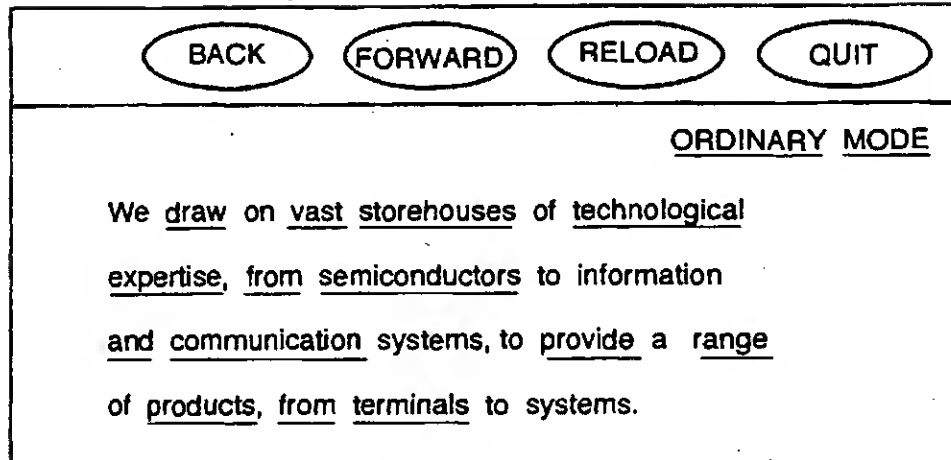 BACK FORWARD RELOAD QUIT
ORDINARY MODE
We draw on vast storehouses of technological
expertise, from semiconductors to information
and communication systems, to provide a range
of products, from terminals to systems.